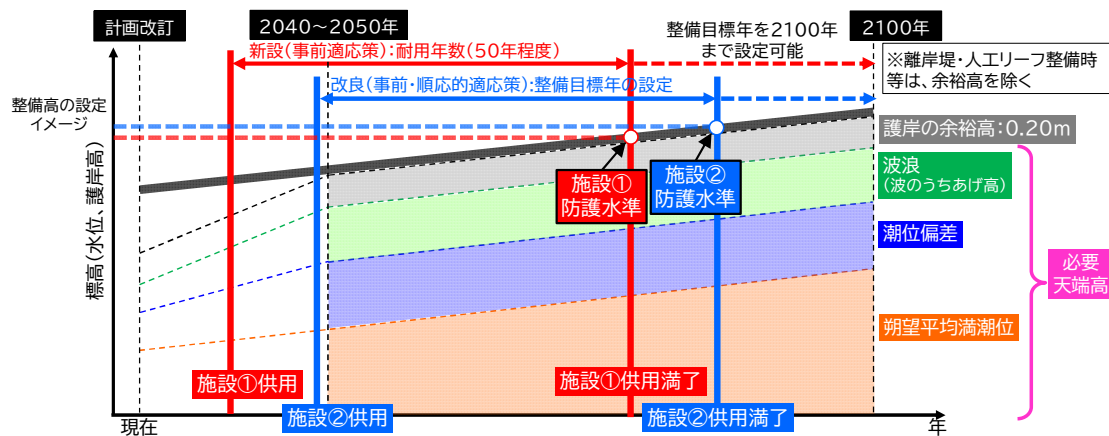 計画改訂
2040～2050年
2100年
新設(事前適応策):耐用年数(50年程度)
整備目標年を2100年
まで設定可能
※離岸堤・人工リーフ整備時
等は、余裕高を除く
改良(事前・順応的適応策):整備目標年の設定
整備高の設定
イメージ
護岸の余裕高:0.20m
波浪
(波のうちあげ高)
施設①
防護水準
施設②
防護水準
潮位偏差
必要
天端高
朔望平均満潮位
標高(水位、護岸高)
施設①供用
施設①供用満了
施設②供用
施設②供用満了
現在
年